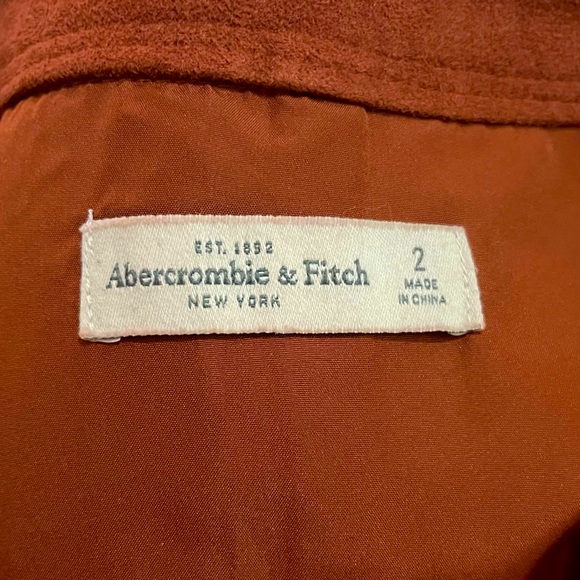 EST. 1892
Abercrombie & Fitch
NEW YORK
2
MADE
IN CHINA